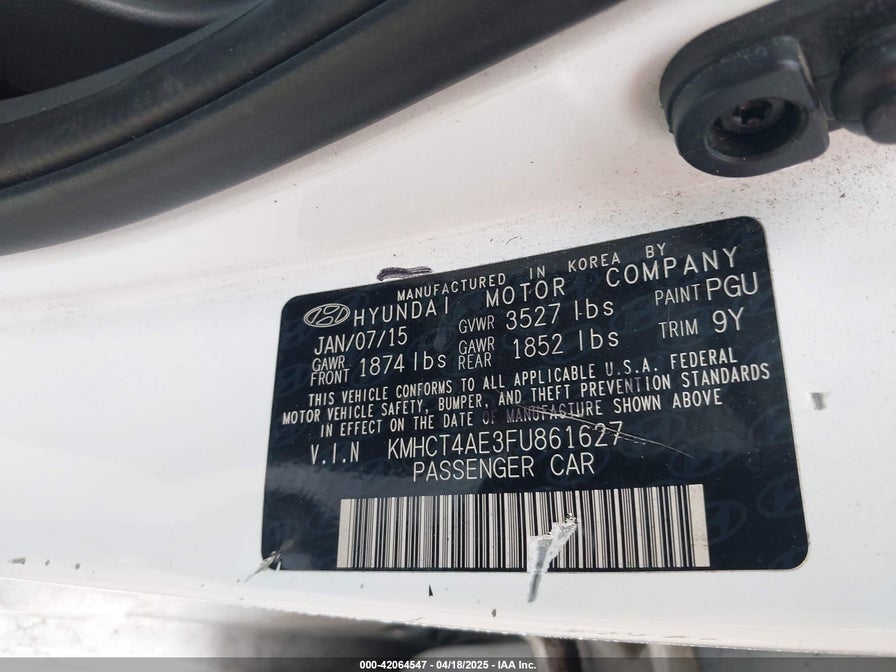 MANUFACTURED IN KOREA BY
HYUNDAI MOTOR COMPANY
JAN/07/15 GVWR 3527 lbs PAINT PGU
GAWR FRONT 1874 lbs GAWR REAR 1852 lbs TRIM 9Y
THIS VEHICLE CONFORMS TO ALL APPLICABLE U.S.A. FEDERAL
MOTOR VEHICLE SAFETY, BUMPER, AND THEFT PREVENTION STANDARDS
IN EFFECT ON THE DATE OF MANUFACTURE SHOWN ABOVE
V.I.N KMHCT4AE3FU861627
PASSENGER CAR
000-42064547 - 04/18/2025 - IAA Inc.